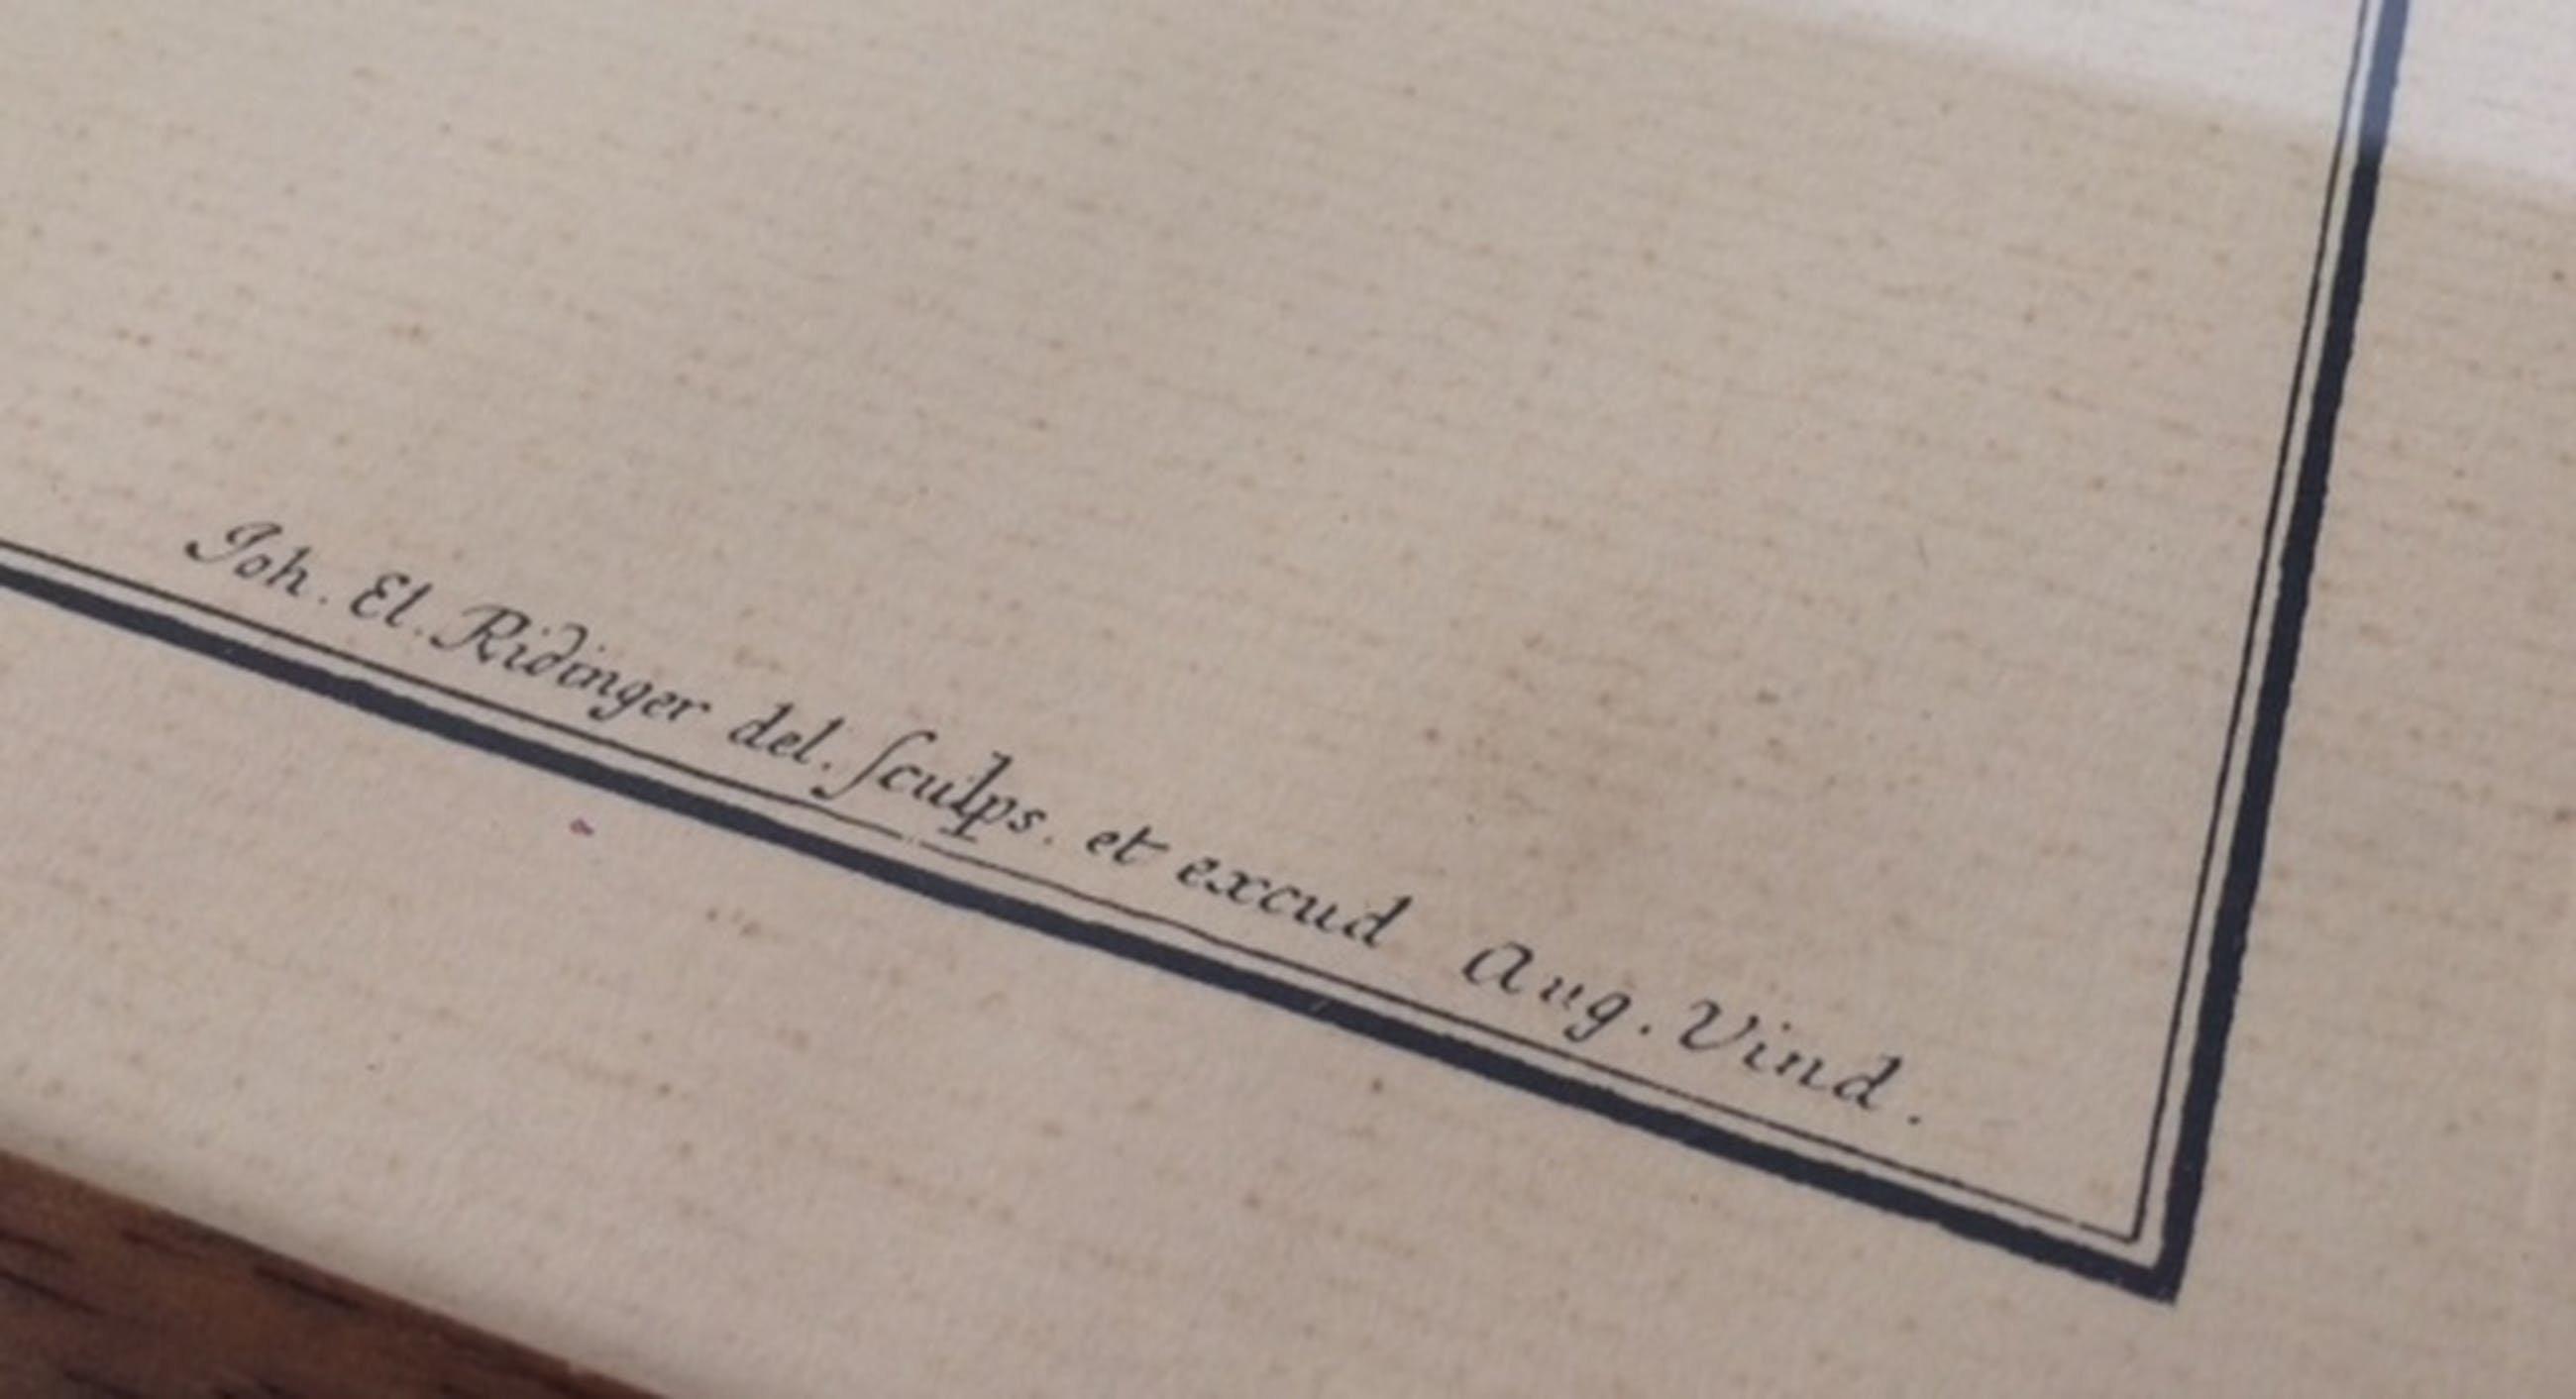 Joh. El. Ridinger del. ſculps. et excud Aug. Vind.